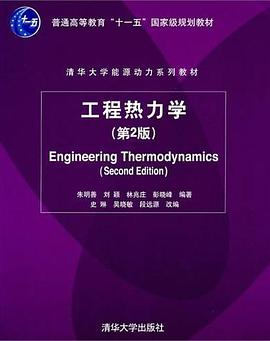 十一五
普通高等教育“十一五”国家级规划教材
清华大学能源动力系列教材
工程热力学
(第2版)
Engineering Thermodynamics
(Second Edition)
朱明善 刘颖 林兆庄 彭晓峰 编著
史琳 吴晓敏 段远源 改编
清华大学出版社